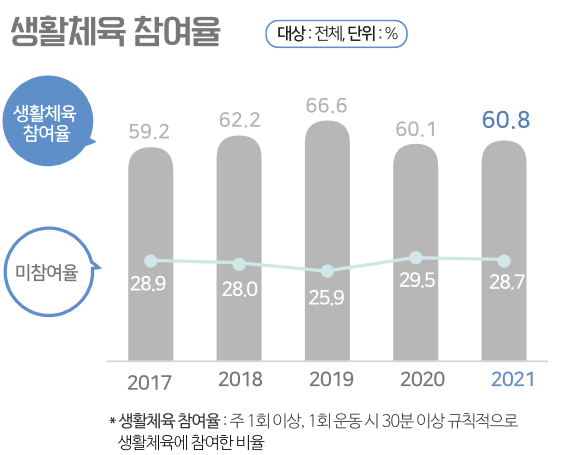 생활체육 참여율
대상 : 전체, 단위 : %
생활체육
참여율
59.2
62.2
66.6
60.1
60.8
미참여율
28.9
28.0
25.9
29.5
28.7
2017
2018
2019
2020
2021
* 생활체육 참여율 : 주 1회 이상, 1회 운동 시 30분 이상 규칙적으로
생활체육에 참여한 비율